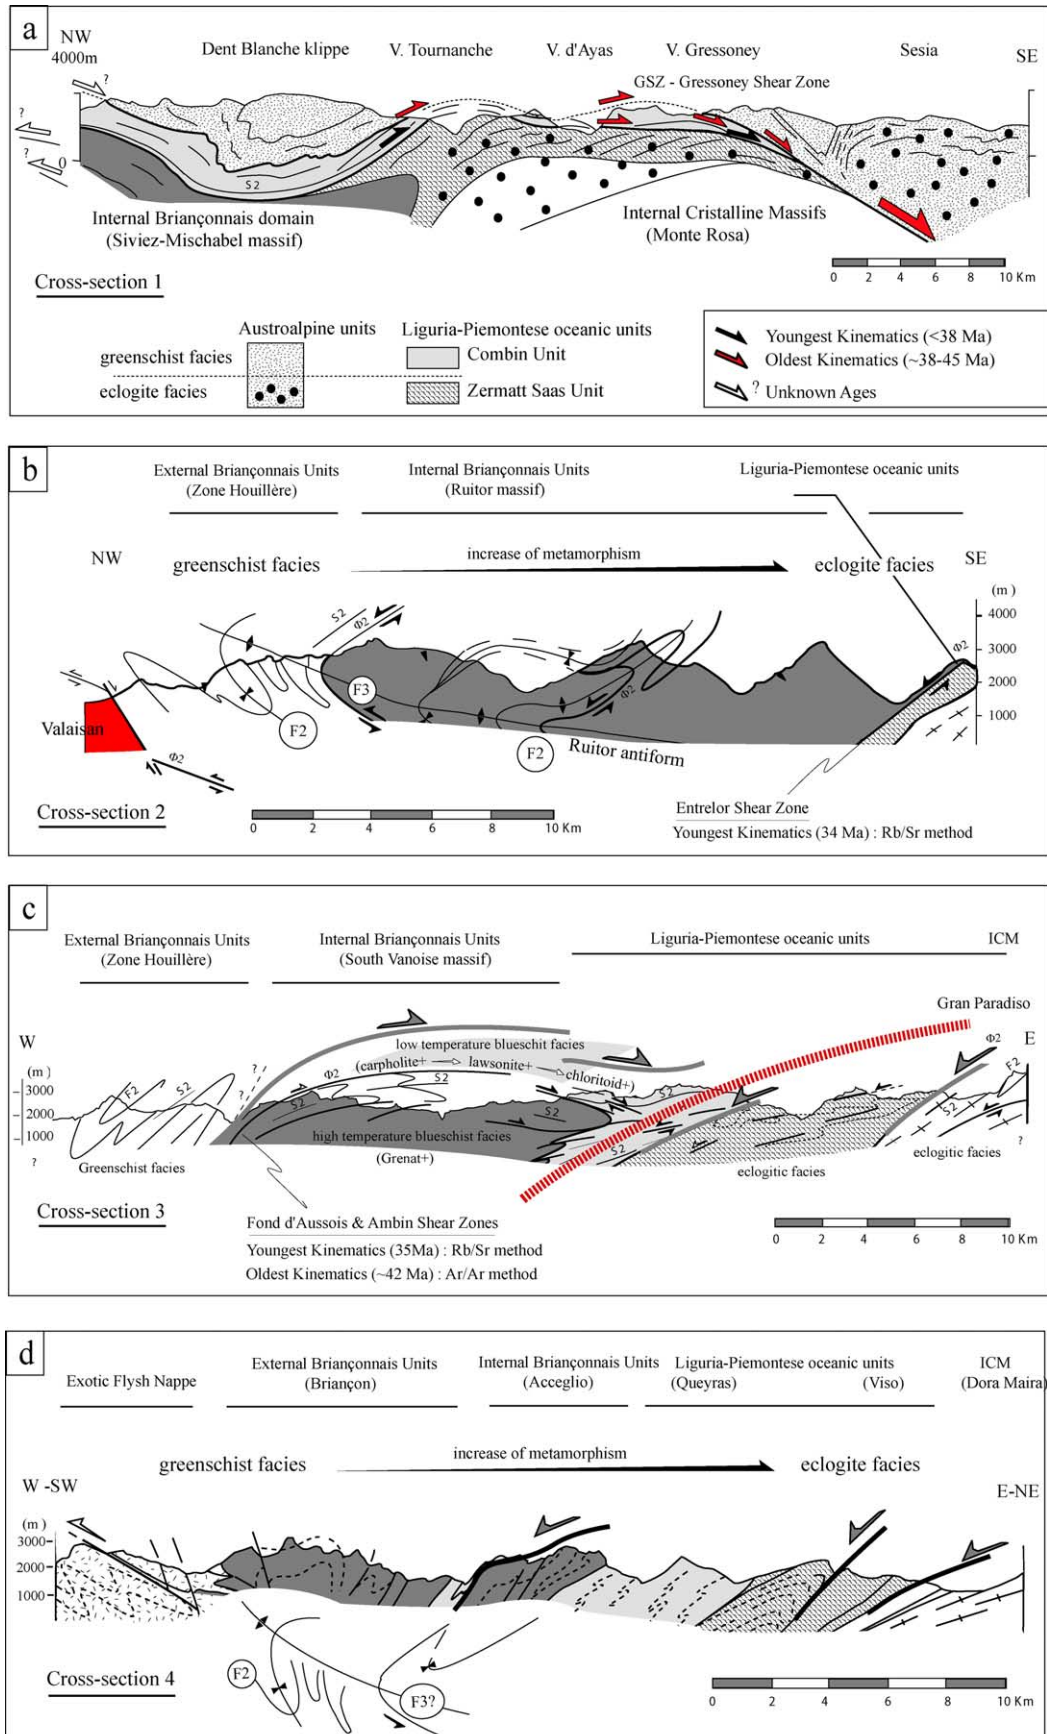 a
NW
4000m
Dent Blanche klippe
V. Tournanche
V. d'Ayas
V. Gressoney
Sesia
SE
GSZ - Gressoney Shear Zone
?
?
?
0
S2
Internal Briançonnais domain
(Siviez-Mischabel massif)
Internal Cristalline Massifs
(Monte Rosa)
0 2 4 6 8 10 Km
Cross-section 1
Austroalpine units
Liguria-Piemontese oceanic units
greenschist facies
eclogite facies
Combin Unit
Zermatt Saas Unit
Youngest Kinematics (<38 Ma)
Oldest Kinematics (~38-45 Ma)
? Unknown Ages
b
External Briançonnais Units
(Zone Houillère)
Internal Briançonnais Units
(Ruitor massif)
Liguria-Piemontese oceanic units
NW
greenschist facies
increase of metamorphism
eclogite facies
SE
(m)
4000
3000
2000
1000
S2
Φ2
Φ2
Φ2
F3
F2
F2
Valaisan
Φ2
Ruitor antiform
Cross-section 2
0 2 4 6 8 10 Km
Entrelor Shear Zone
Youngest Kinematics (34 Ma) : Rb/Sr method
c
External Briançonnais Units
(Zone Houillère)
Internal Briançonnais Units
(South Vanoise massif)
Liguria-Piemontese oceanic units
ICM
Gran Paradiso
W
E
(m)
3000
2000
1000
?
low temperature blueschit facies
(carpholite+ lawsonite+ chloritoid+)
F2
S2
?
?
Φ2
S2
S2
S2
S2
S2
Φ2
F2
S2
?
high temperature blueschist facies
(Grenat+)
Greenschist facies
eclogitic facies
eclogitic facies
Cross-section 3
Fond d'Aussois & Ambin Shear Zones
Youngest Kinematics (35Ma) : Rb/Sr method
Oldest Kinematics (~42 Ma) : Ar/Ar method
0 2 4 6 8 10 Km
d
Exotic Flysh Nappe
External Briançonnais Units
(Briançon)
Internal Briançonnais Units
(Acceglio)
Liguria-Piemontese oceanic units
(Queyras) (Viso)
ICM
(Dora Maira)
greenschist facies
increase of metamorphism
eclogite facies
W -SW
E-NE
(m)
3000
2000
1000
F2
F3?
Cross-section 4
0 2 4 6 8 10 Km